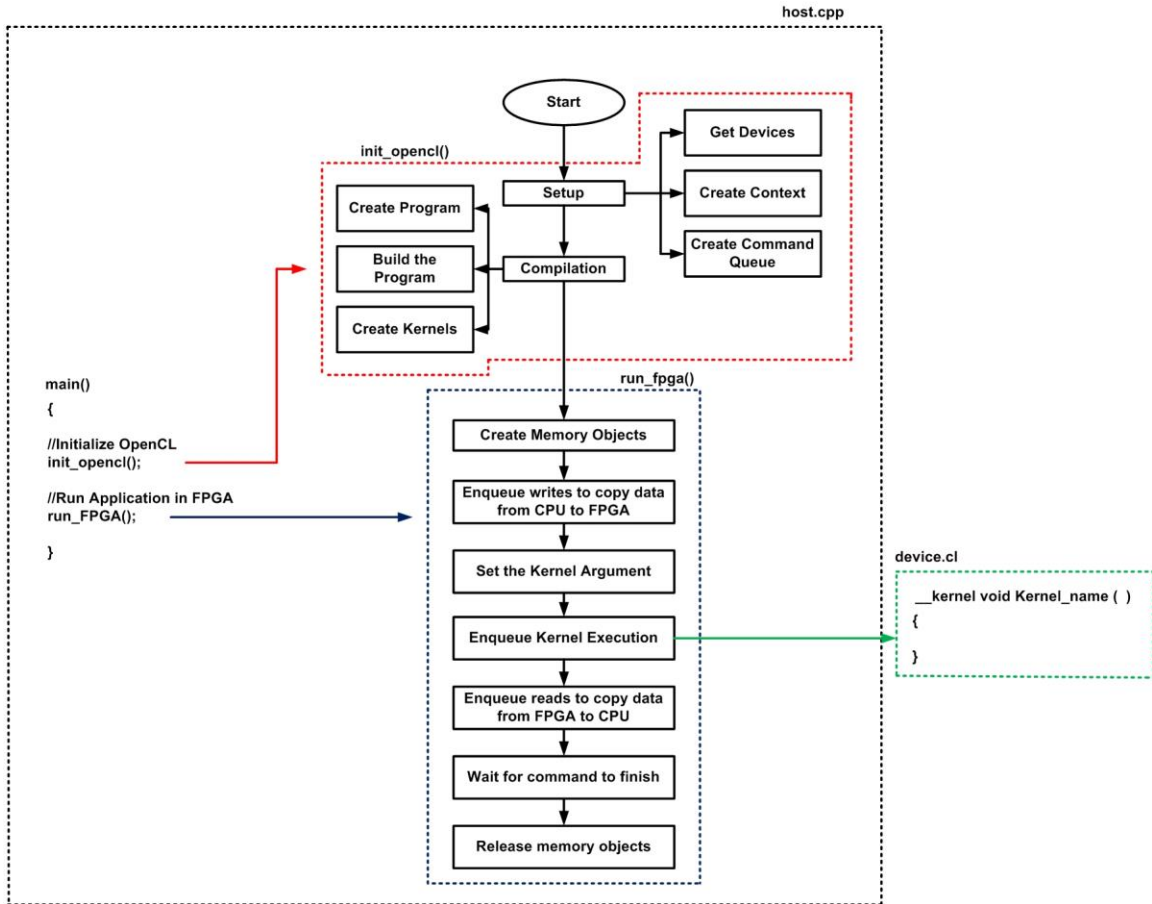 host.cpp
Start
init_opencl()
Get Devices
Setup
Create Context
Create Program
Create Command
Queue
Build the
Program
Compilation
Create Kernels
run_fpga()
main()
{
//Initialize OpenCL
init_opencl();
//Run Application in FPGA
run_FPGA();
}
Create Memory Objects
Enqueue writes to copy data
from CPU to FPGA
Set the Kernel Argument
Enqueue Kernel Execution
Enqueue reads to copy data
from FPGA to CPU
Wait for command to finish
Release memory objects
device.cl
__kernel void Kernel_name ( )
{
}